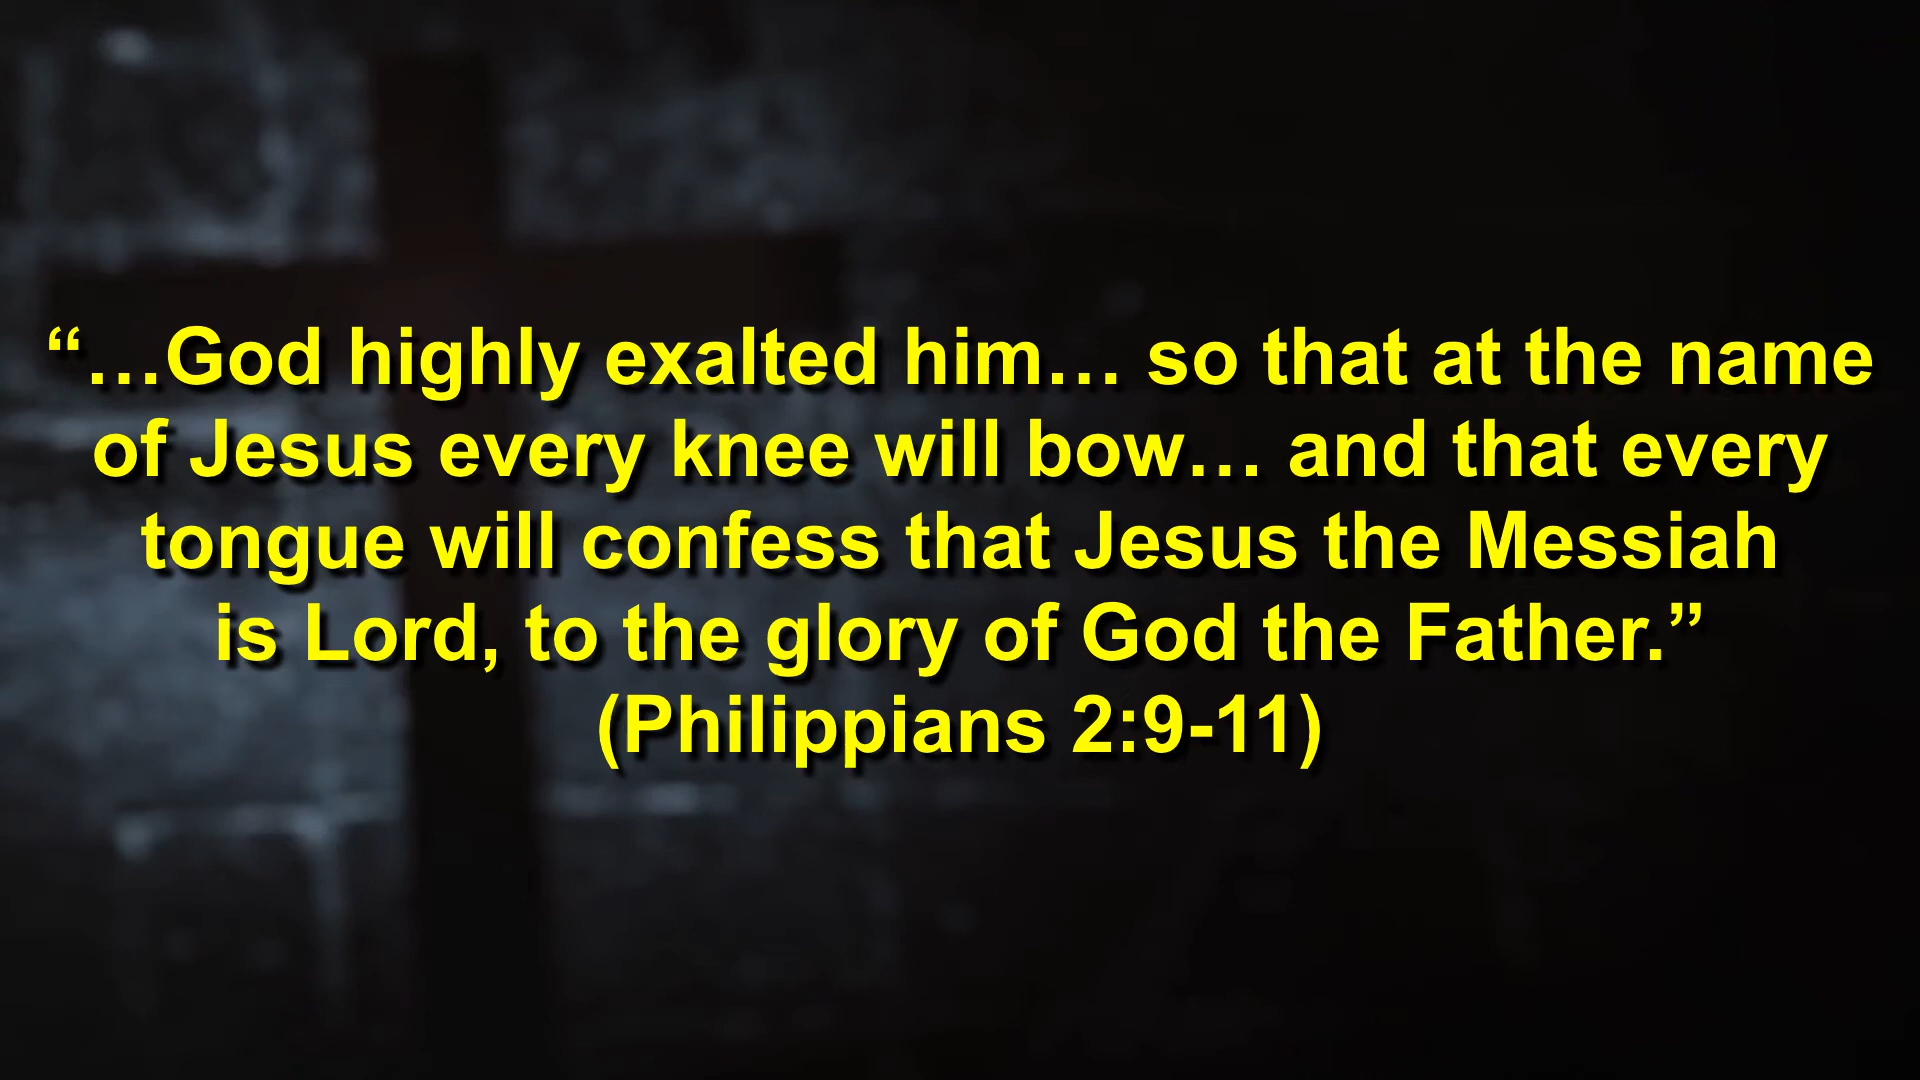 “…God highly exalted him… so that at the name
of Jesus every knee will bow… and that every
tongue will confess that Jesus the Messiah
is Lord, to the glory of God the Father.”
(Philippians 2:9-11)